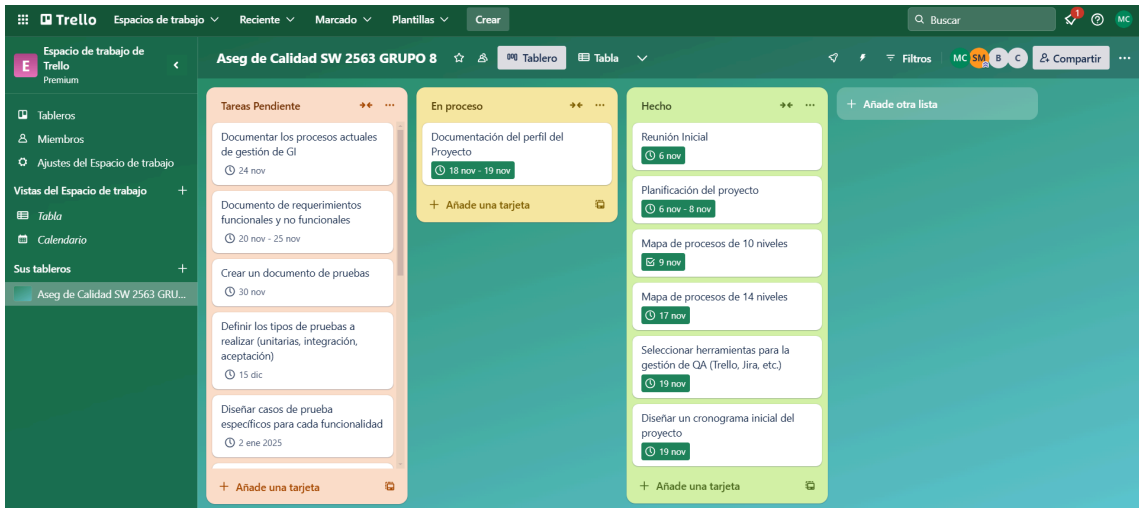 Trello
Espacios de trabajo
Reciente
Marcado
Plantillas
Crear
Buscar
1
MC
E
Espacio de trabajo de
Trello
Premium
Tableros
Miembros
Ajustes del Espacio de trabajo
Vistas del Espacio de trabajo
Tabla
Calendario
Sus tableros
Aseg de Calidad SW 2563 GRU...
Aseg de Calidad SW 2563 GRUPO 8
Tablero
Tabla
Filtros
MC
SM
B
C
Compartir
Tareas Pendiente
Documentar los procesos actuales
de gestión de GI
24 nov
Documento de requerimientos
funcionales y no funcionales
20 nov - 25 nov
Crear un documento de pruebas
30 nov
Definir los tipos de pruebas a
realizar (unitarias, integración,
aceptación)
15 dic
Diseñar casos de prueba
específicos para cada funcionalidad
2 ene 2025
+ Añade una tarjeta
En proceso
Documentación del perfil del
Proyecto
18 nov - 19 nov
+ Añade una tarjeta
Hecho
Reunión Inicial
6 nov
Planificación del proyecto
6 nov - 8 nov
Mapa de procesos de 10 niveles
9 nov
Mapa de procesos de 14 niveles
17 nov
Seleccionar herramientas para la
gestión de QA (Trello, Jira, etc.)
19 nov
Diseñar un cronograma inicial del
proyecto
19 nov
+ Añade una tarjeta
+ Añade otra lista